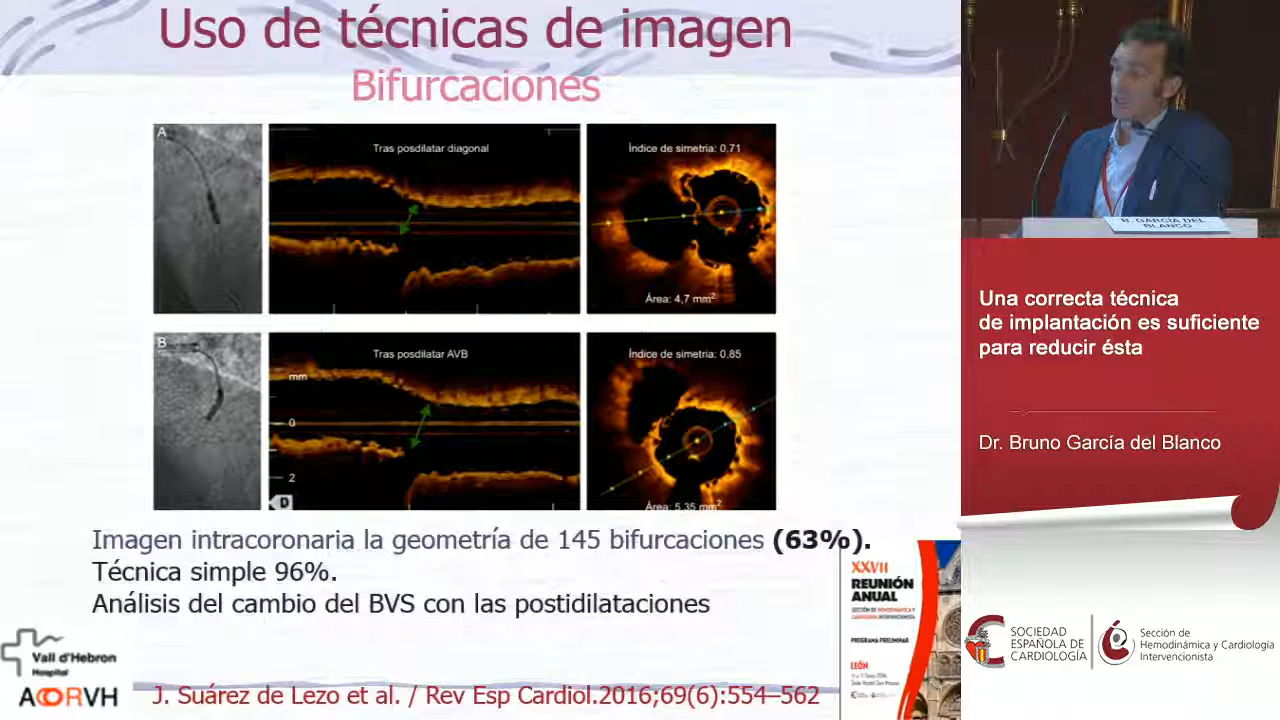 Uso de técnicas de imagen
Bifurcaciones
A
Tras posdilatar diagonal
Índice de simetria: 0,71
Área: 4,7 mm²
B
Tras posdilatar AVB
mm
0
2
D
Índice de simetria: 0,85
Área: 5,35 mm²
Imagen intracoronaria la geometría de 145 bifurcaciones (63%).
Técnica simple 96%.
Análisis del cambio del BVS con las postidilataciones
Vall d'Hebron
Hospital
ACORVH
J. Suárez de Lezo et al. / Rev Esp Cardiol.2016;69(6):554–562
XXVII
REUNIÓN
ANUAL
SECCIÓN DE HEMODINÁMICA Y
CARDIOLOGÍA INTERVENCIONISTA
PROGRAMA PRELIMINAR
LEÓN
B. GARCÍA DEL
BLANCO
Una correcta técnica
de implantación es suficiente
para reducir ésta
Dr. Bruno García del Blanco
SOCIEDAD
ESPAÑOLA DE
CARDIOLOGÍA
Sección de
Hemodinámica y Cardiología
Intervencionista